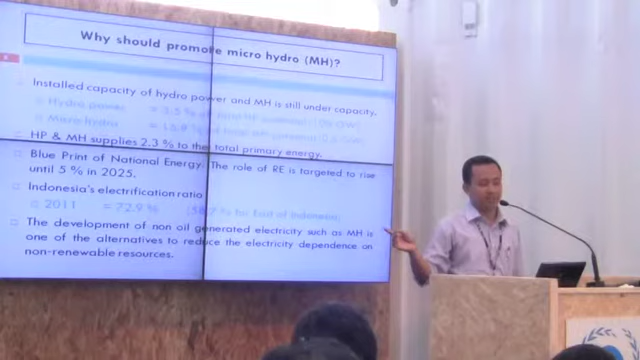 Why should promote micro hydro (MH)?
Installed capacity of hydro power and MH is still under capacity,
Hydro power
Micro hydro
HP & MH supplies 2.3 % to the total primary energy.
Blue Print of National Energy: The role of RE is targeted to rise
until 5 % in 2025.
Indonesia's electrification ratio
2011 = 72.9 %
The development of non oil generated electricity such as MH is
one of the alternatives to reduce the electricity dependence on
non-renewable resources.